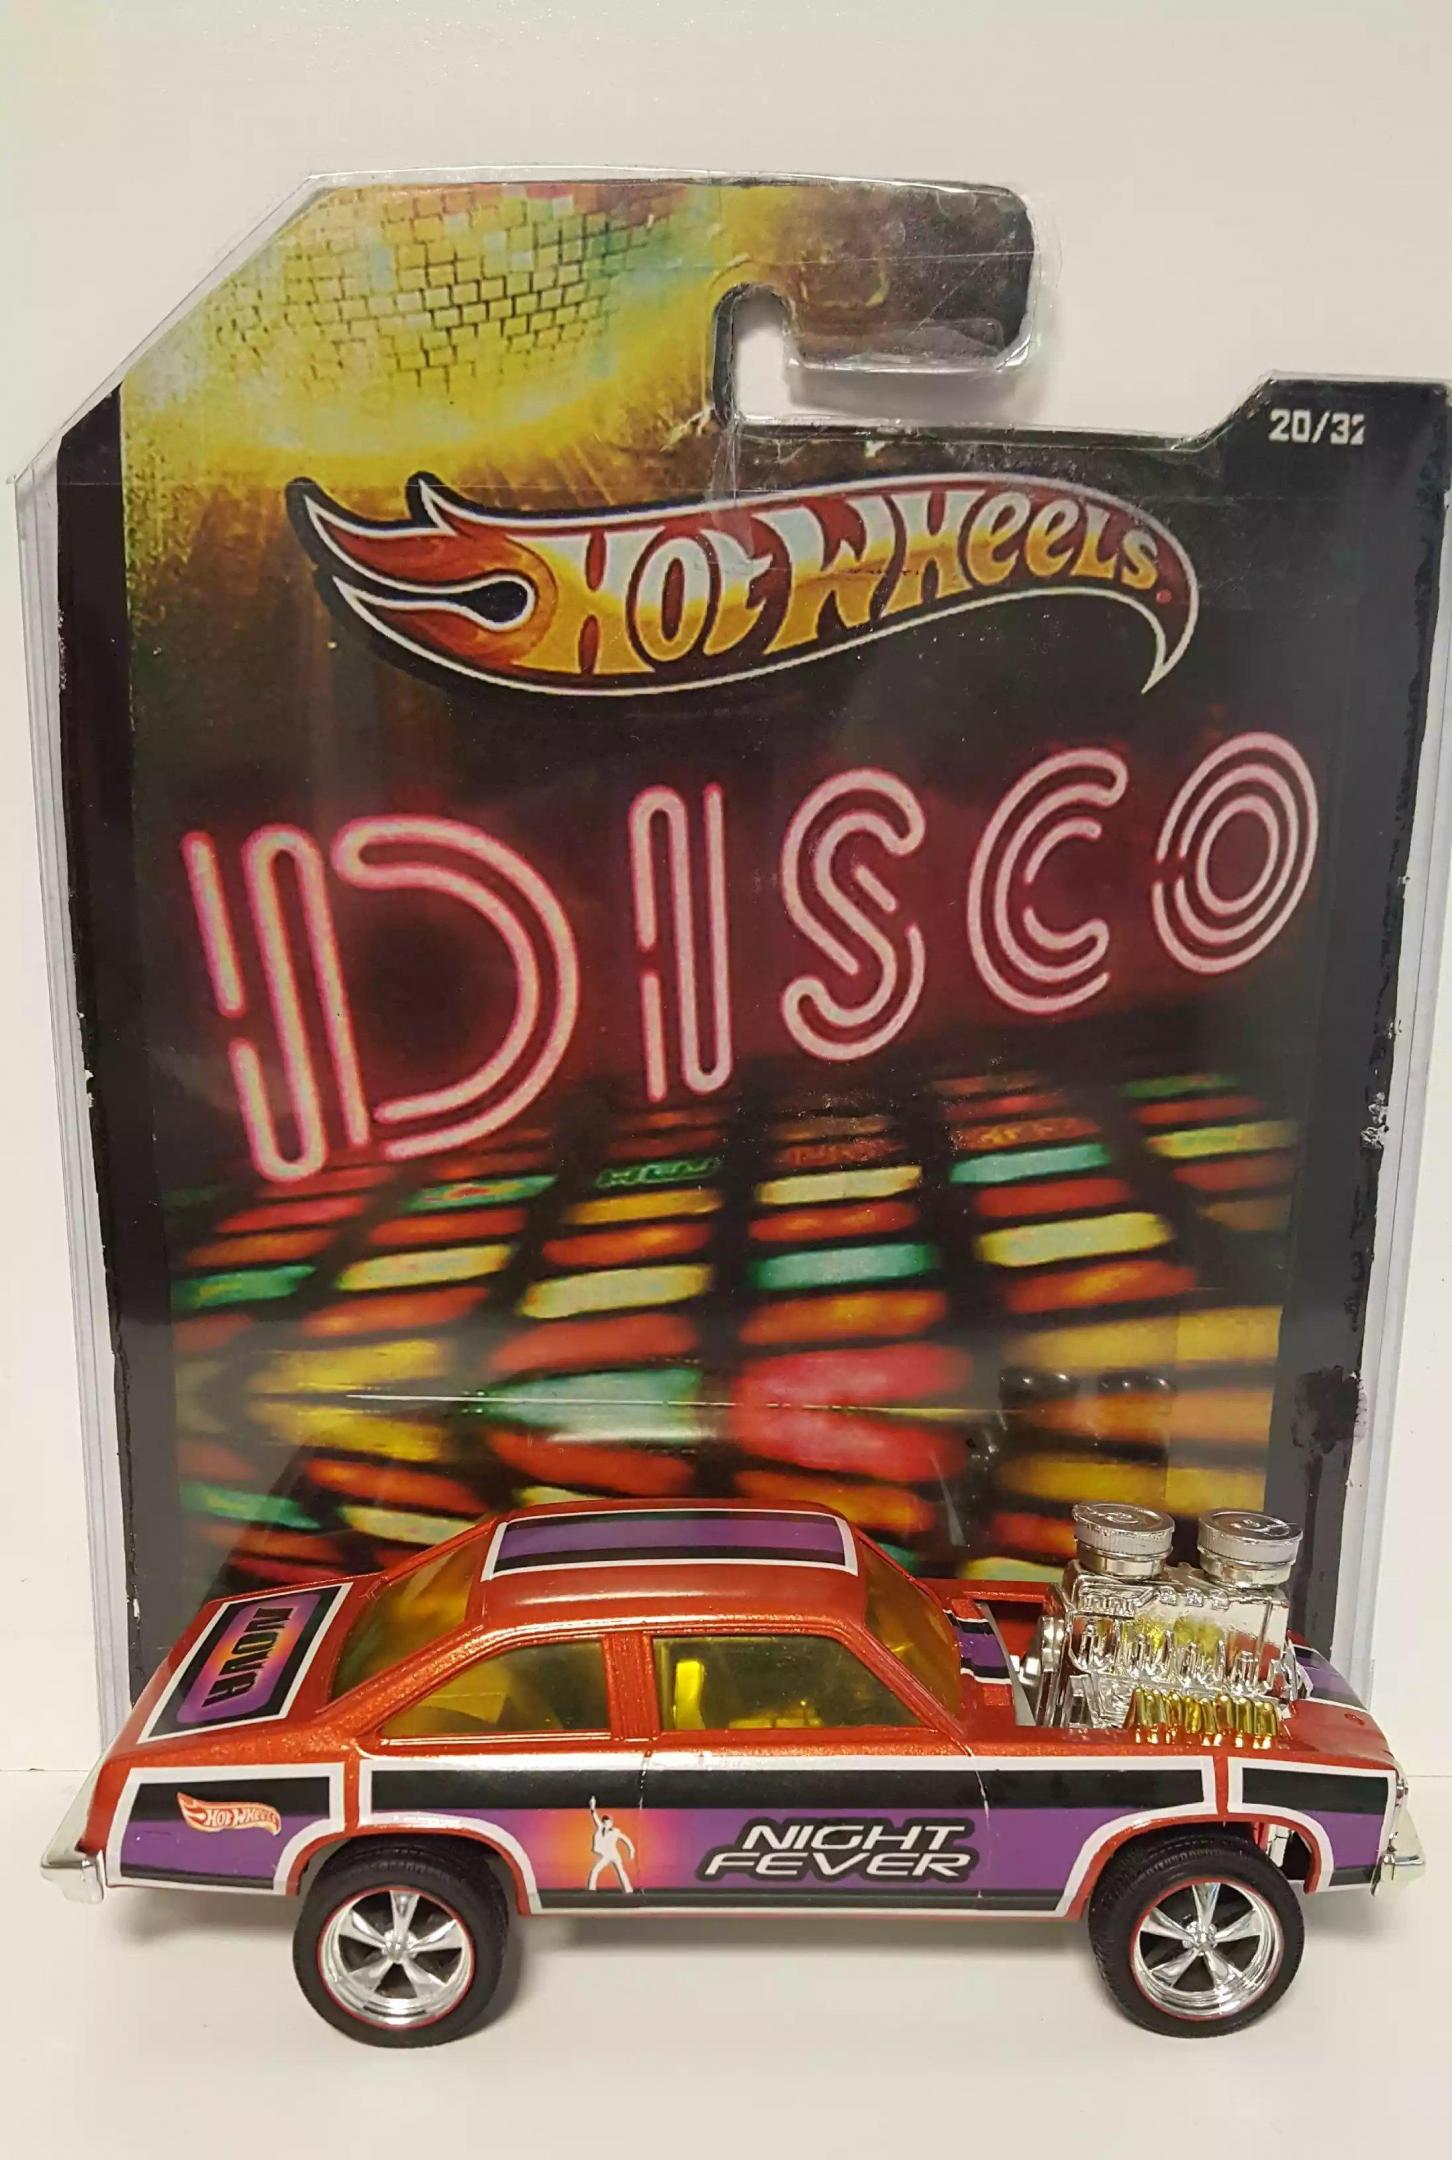 20/32
HOT WHEELS
DISCO
NOVA
HOT WHEELS
NIGHT
FEVER